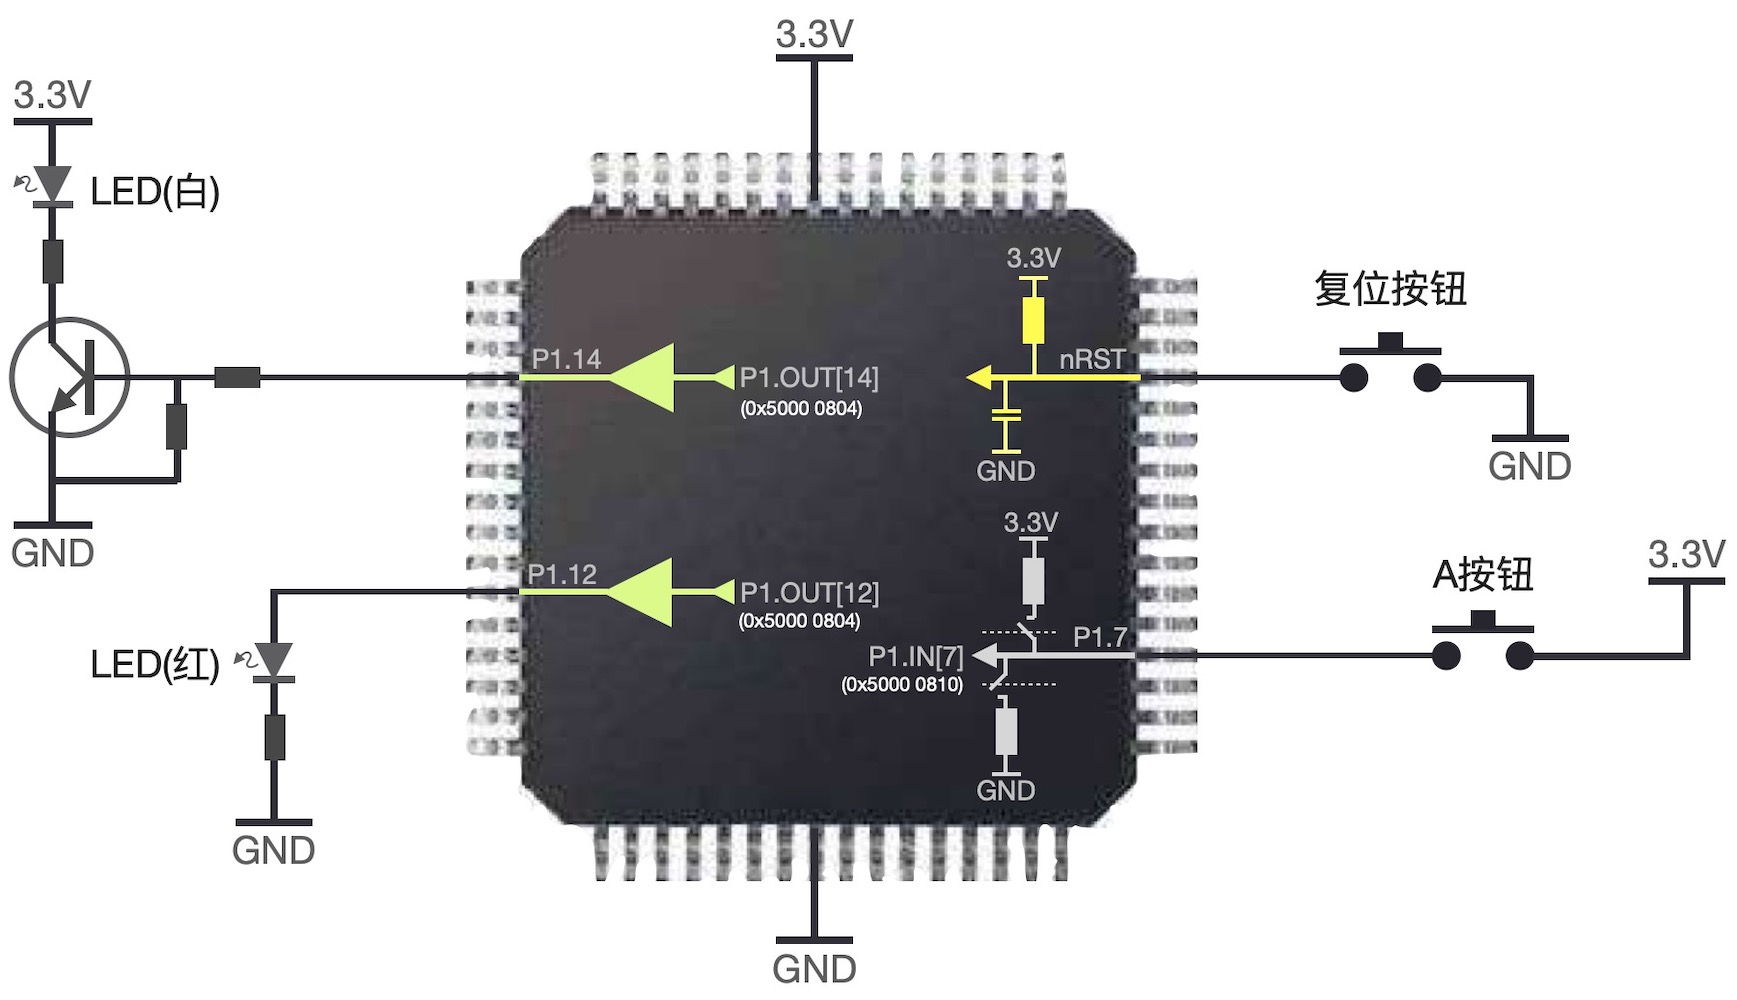 3.3V
3.3V
LED(白)
3.3V
复位按钮
P1.14
P1.OUT[14]
(0x5000 0804)
nRST
GND
GND
GND
3.3V
3.3V
A按钮
P1.12
P1.OUT[12]
(0x5000 0804)
P1.7
P1.IN[7]
(0x5000 0810)
LED(红)
GND
GND
GND